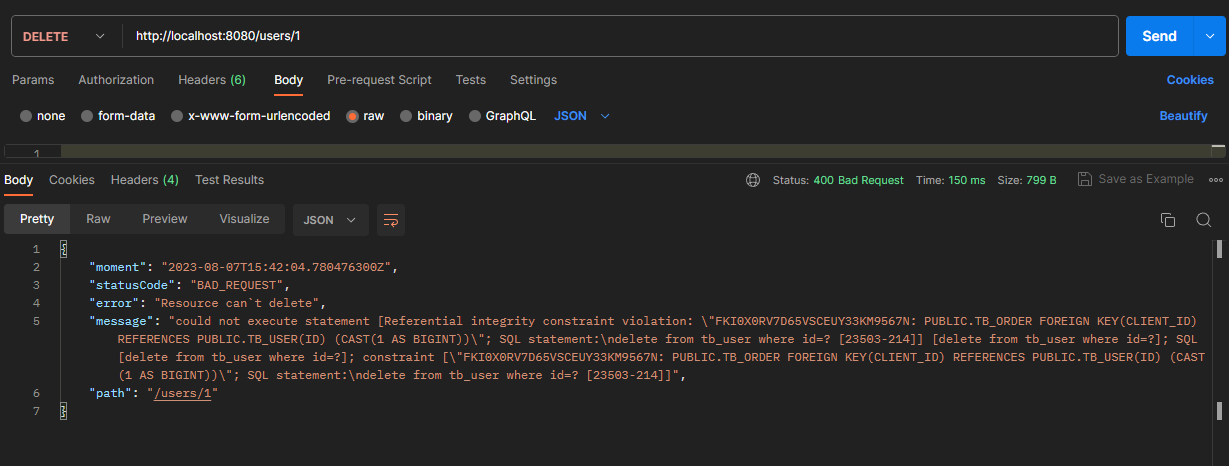 DELETE http://localhost:8080/users/1 Send
Params Authorization Headers (6) Body Pre-request Script Tests Settings Cookies
none form-data x-www-form-urlencoded raw binary GraphQL JSON Beautify
1
Body Cookies Headers (4) Test Results Status: 400 Bad Request Time: 150 ms Size: 799 B Save as Example
Pretty Raw Preview Visualize JSON
1 {
2 "moment": "2023-08-07T15:42:04.780476300Z",
3 "statusCode": "BAD_REQUEST",
4 "error": "Resource can`t delete",
5 "message": "could not execute statement [Referential integrity constraint violation: \"FKI0X0RV7D65VSCEUY33KM9567N: PUBLIC.TB_ORDER FOREIGN KEY(CLIENT_ID)
REFERENCES PUBLIC.TB_USER(ID) (CAST(1 AS BIGINT))\"; SQL statement:\ndelete from tb_user where id=? [23503-214]] [delete from tb_user where id=?]; SQL
[delete from tb_user where id=?]; constraint [\"FKI0X0RV7D65VSCEUY33KM9567N: PUBLIC.TB_ORDER FOREIGN KEY(CLIENT_ID) REFERENCES PUBLIC.TB_USER(ID) (CAST
(1 AS BIGINT))\"; SQL statement:\ndelete from tb_user where id=? [23503-214]]",
6 "path": "/users/1"
7 }